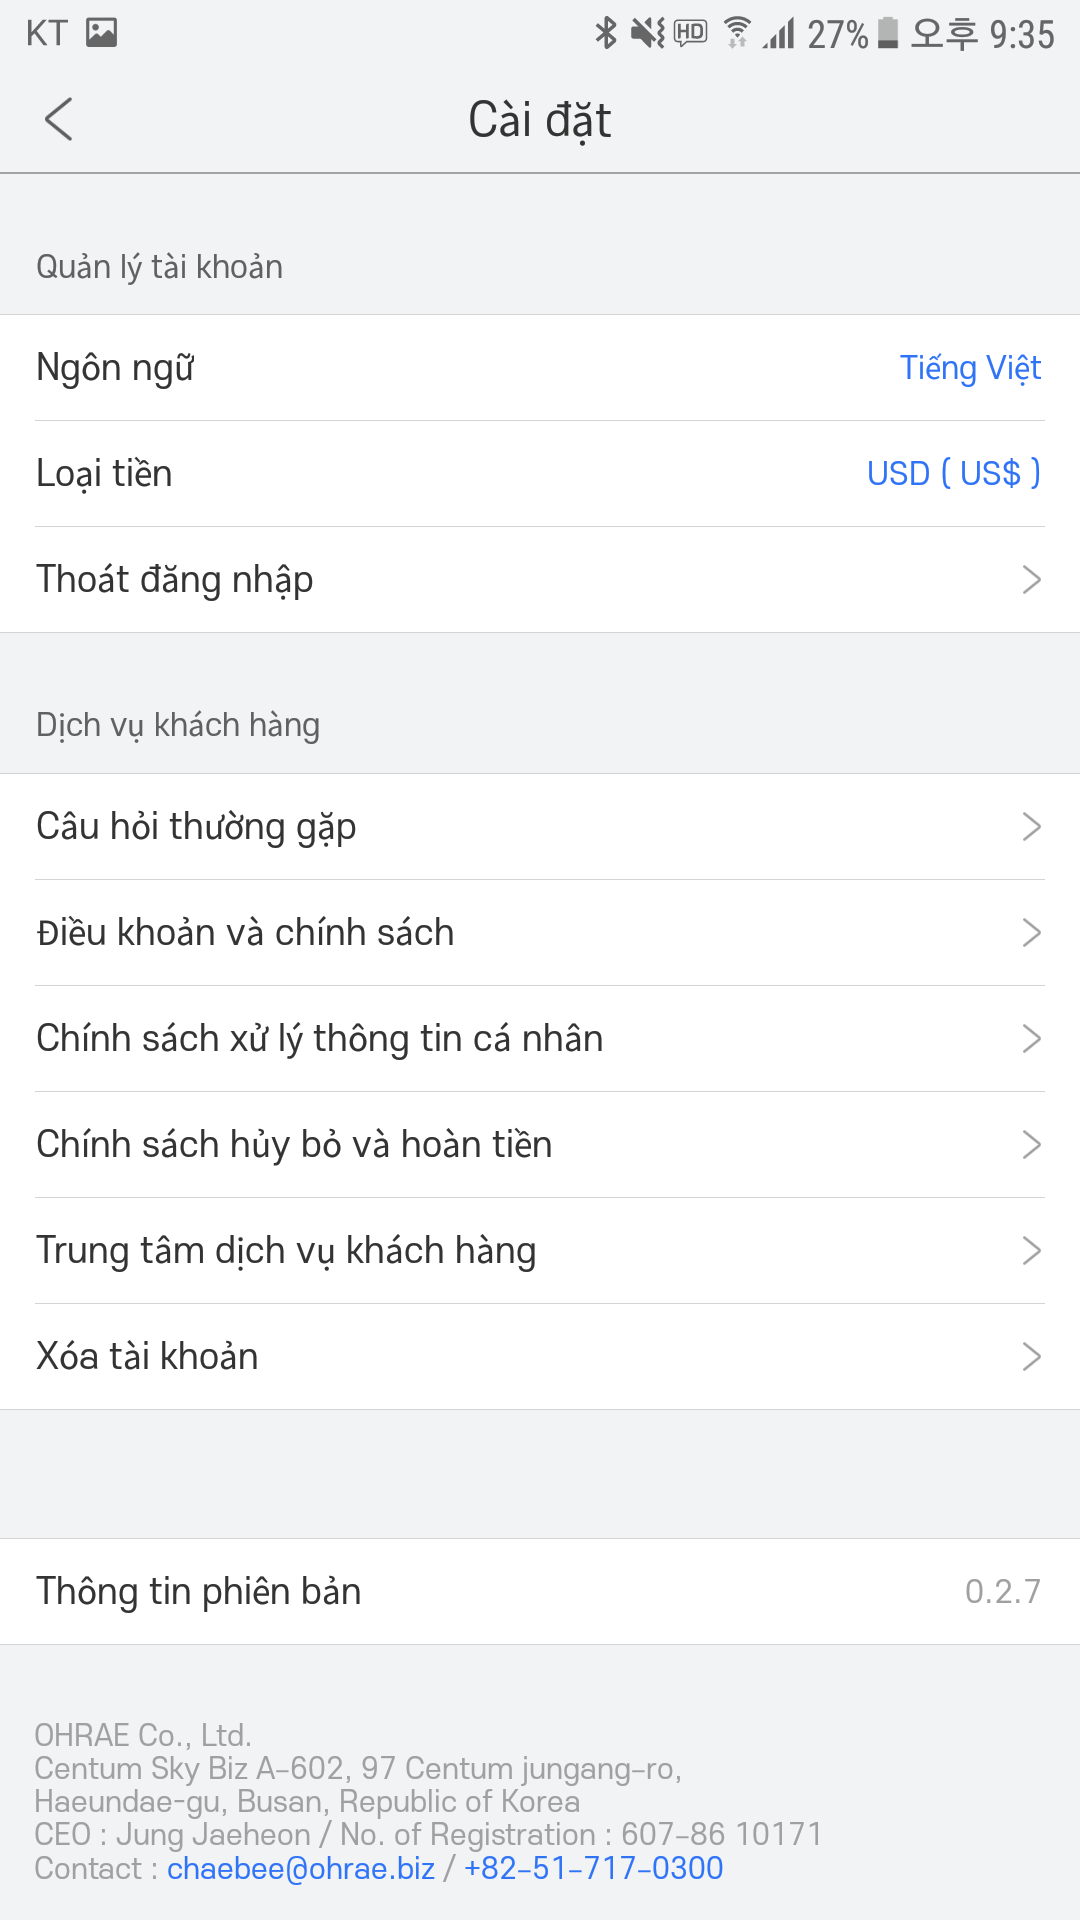 KT HD 27% 오후 9:35
Cài đặt
Quản lý tài khoản
Ngôn ngữ Tiếng Việt
Loại tiền USD ( US$ )
Thoát đăng nhập
Dịch vụ khách hàng
Câu hỏi thường gặp
Điều khoản và chính sách
Chính sách xử lý thông tin cá nhân
Chính sách hủy bỏ và hoàn tiền
Trung tâm dịch vụ khách hàng
Xóa tài khoản
Thông tin phiên bản 0.2.7
OHRAE Co., Ltd.
Centum Sky Biz A-602, 97 Centum jungang-ro,
Haeundae-gu, Busan, Republic of Korea
CEO : Jung Jaeheon / No. of Registration : 607-86 10171
Contact : chaebee@ohrae.biz / +82-51-717-0300